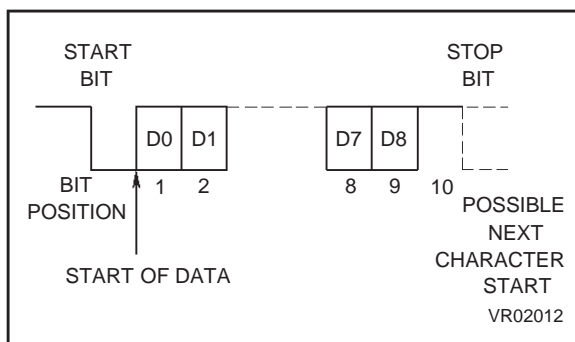 START
BIT
STOP
BIT
D0 D1 D7 D8
BIT
POSITION
1 2 8 9 10
START OF DATA
POSSIBLE
NEXT
CHARACTER
START
VR02012